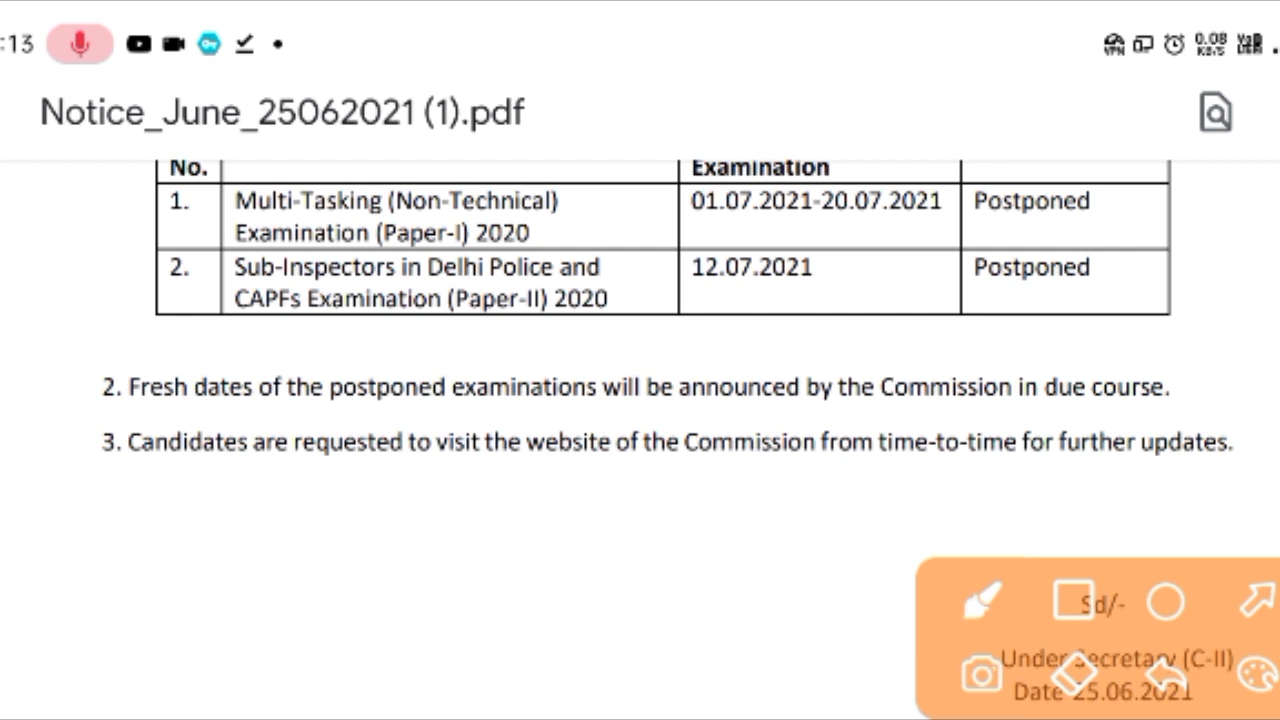 :13
0.08
KB/S
VPN
Notice_June_25062021 (1).pdf
No. Examination
1. Multi-Tasking (Non-Technical) 01.07.2021-20.07.2021 Postponed
Examination (Paper-I) 2020
2. Sub-Inspectors in Delhi Police and 12.07.2021 Postponed
CAPFs Examination (Paper-II) 2020
2. Fresh dates of the postponed examinations will be announced by the Commission in due course.
3. Candidates are requested to visit the website of the Commission from time-to-time for further updates.
Sd/-
Under Secretary (C-II)
Date 25.06.2021